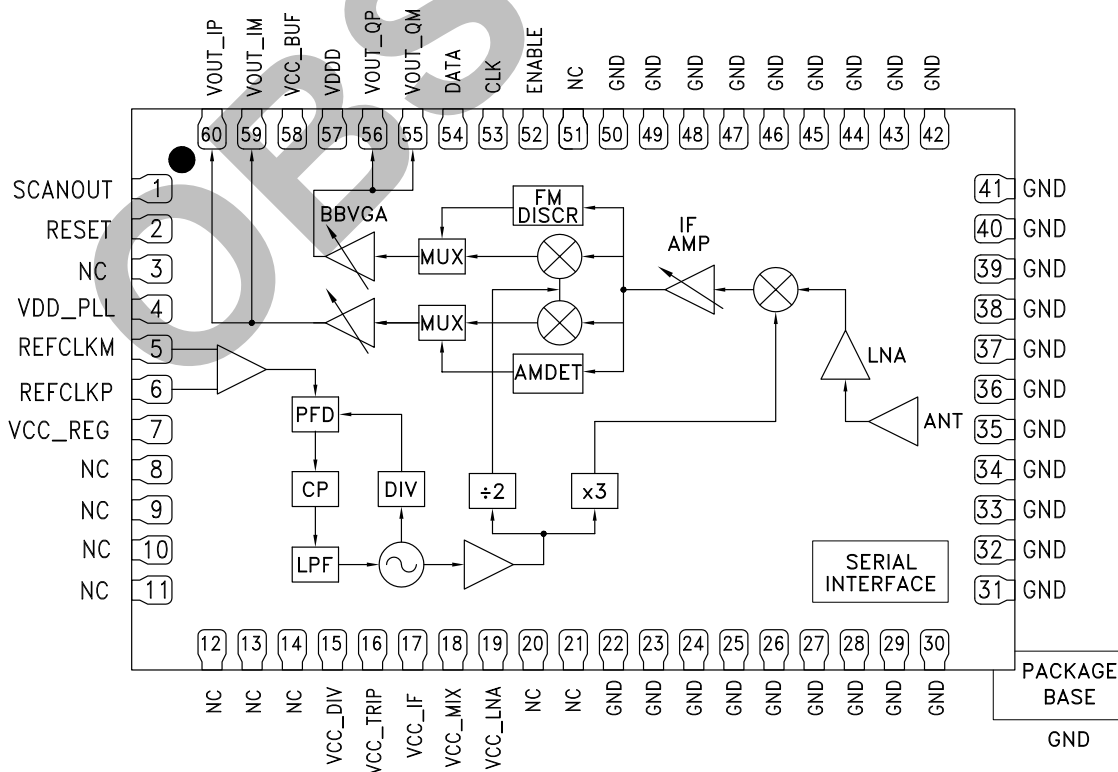 VOUT_IP
VOUT_IM
VCC_BUF
VDDD
VOUT_QP
VOUT_QM
DATA
CLK
ENABLE
NC
GND
GND
GND
GND
GND
GND
GND
GND
GND
60 59 58 57 56 55 54 53 52 51 50 49 48 47 46 45 44 43 42
SCANOUT 1
RESET 2
NC 3
VDD_PLL 4
REFCLKM 5
REFCLKP 6
VCC_REG 7
NC 8
NC 9
NC 10
NC 11
41 GND
40 GND
39 GND
38 GND
37 GND
36 GND
35 GND
34 GND
33 GND
32 GND
31 GND
BBVGA
FM
DISCR
MUX
IF
AMP
MUX
AMDET
LNA
ANT
PFD
CP
DIV
÷2
x3
LPF
SERIAL
INTERFACE
12 13 14 15 16 17 18 19 20 21 22 23 24 25 26 27 28 29 30
NC
NC
NC
VCC_DIV
VCC_TRIP
VCC_IF
VCC_MIX
VCC_LNA
NC
NC
GND
GND
GND
GND
GND
GND
GND
GND
GND
PACKAGE
BASE
GND
OBS